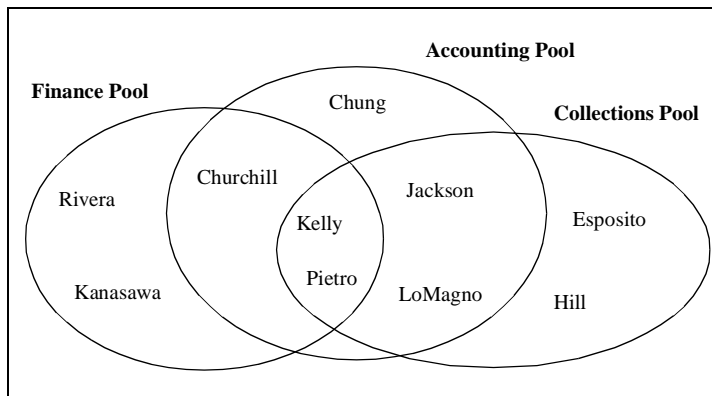 Accounting Pool
Finance Pool
Chung
Collections Pool
Churchill
Jackson
Rivera
Kelly
Esposito
Pietro
Kanasawa
LoMagno
Hill